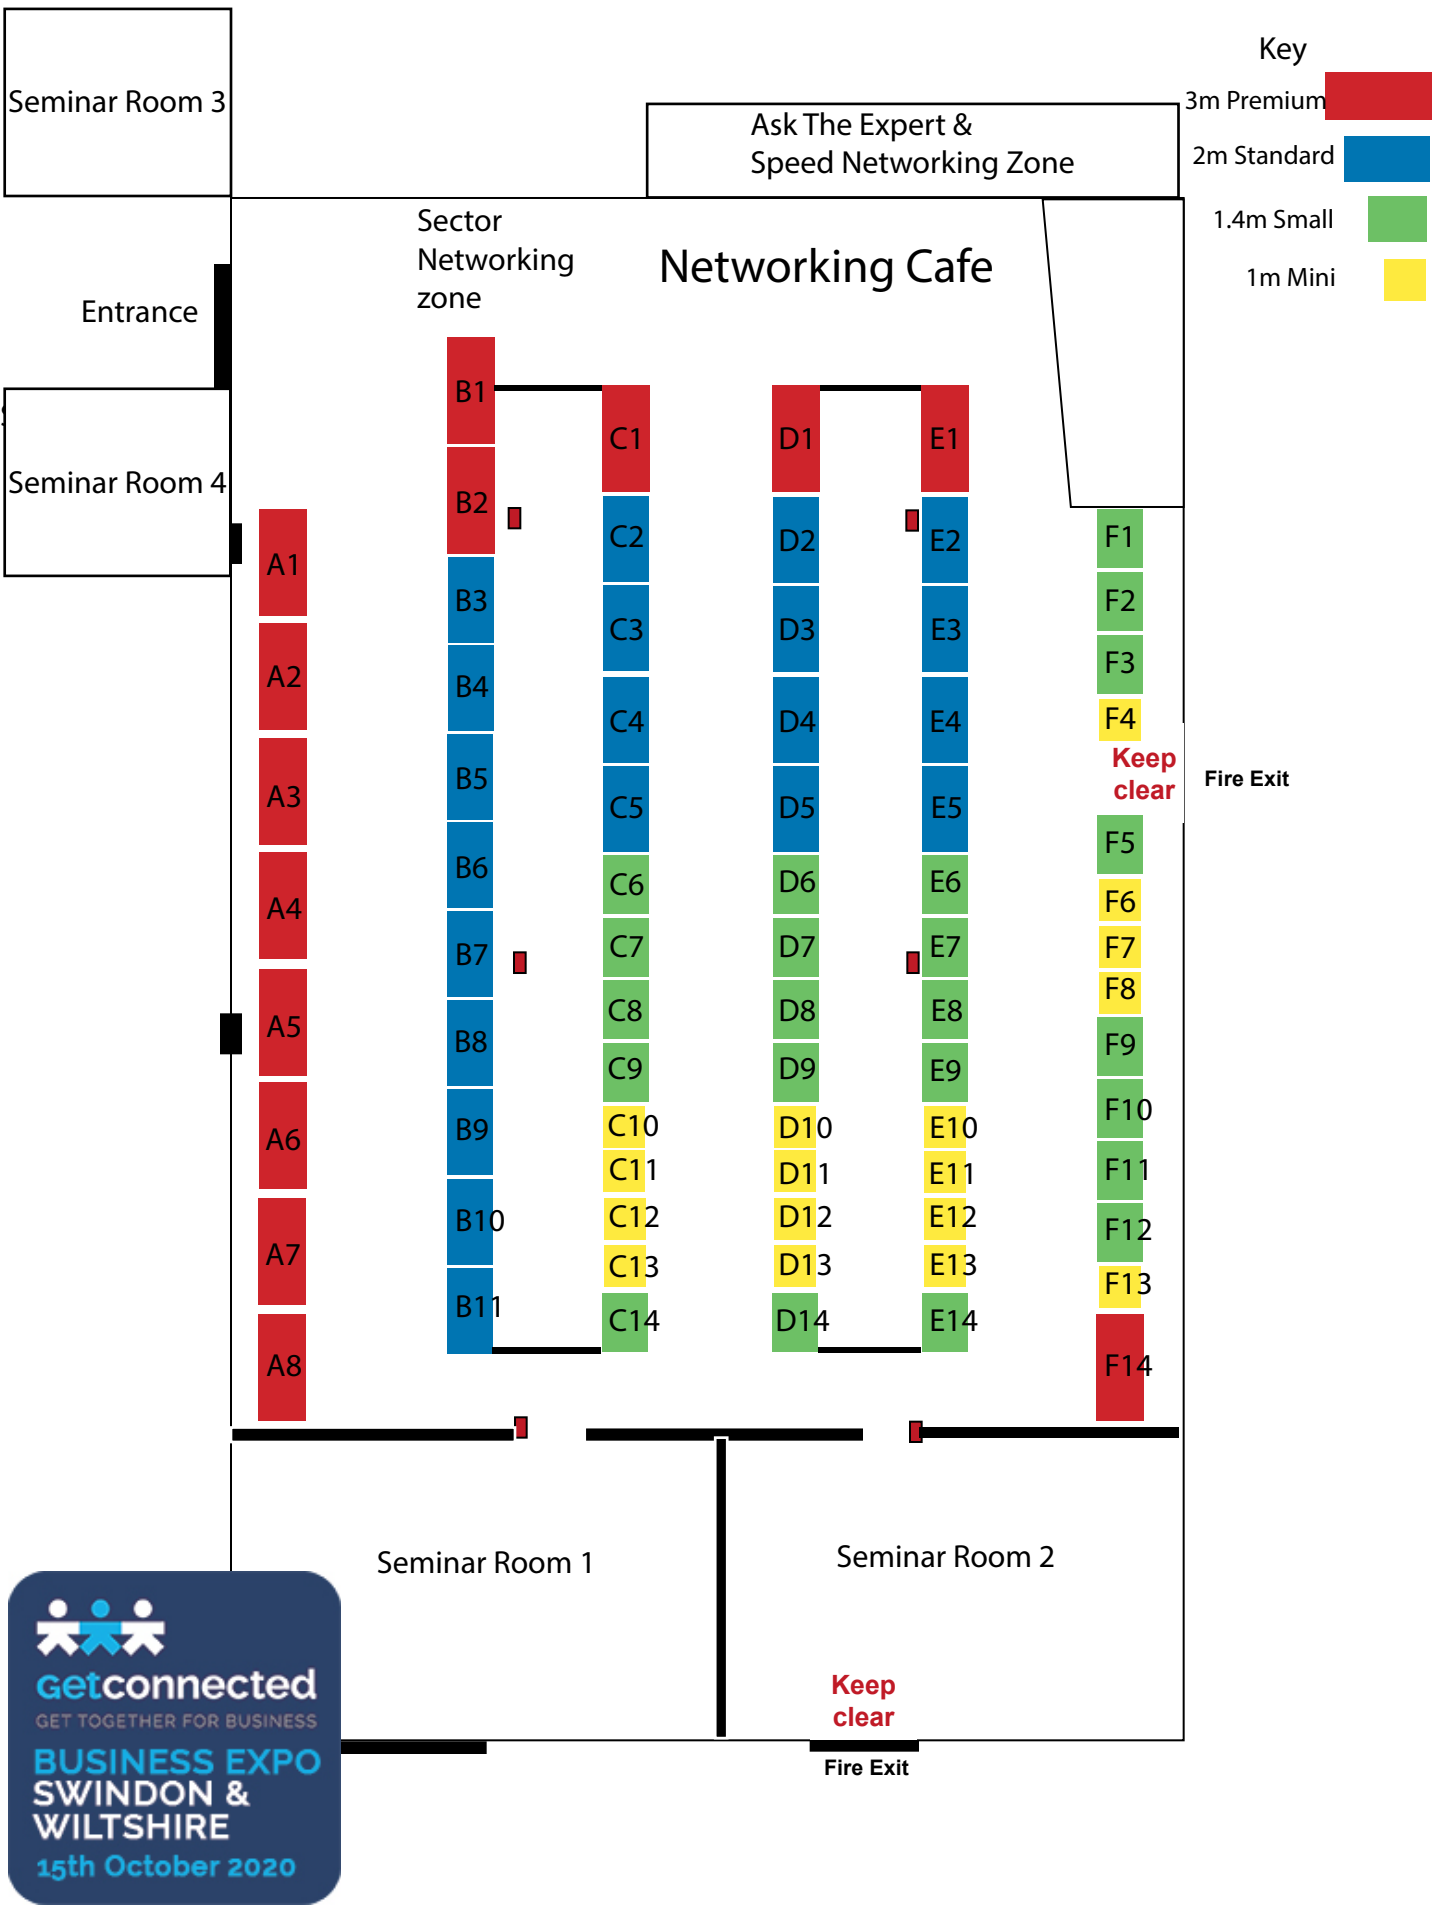 Key
Seminar Room 3
3m Premium
Ask The Expert &
Speed Networking Zone
2m Standard
1.4m Small
1m Mini
Sector
Networking
zone
Networking Cafe
Entrance
Seminar Room 4
A1
A2
A3
A4
A5
A6
A7
A8
B1
B2
B3
B4
B5
B6
B7
B8
B9
B10
B11
C1
C2
C3
C4
C5
C6
C7
C8
C9
C10
C11
C12
C13
C14
D1
D2
D3
D4
D5
D6
D7
D8
D9
D10
D11
D12
D13
D14
E1
E2
E3
E4
E5
E6
E7
E8
E9
E10
E11
E12
E13
E14
F1
F2
F3
F4
Keep
clear
Fire Exit
F5
F6
F7
F8
F9
F10
F11
F12
F13
F14
Seminar Room 1
Seminar Room 2
Keep
clear
Fire Exit
getconnected
GET TOGETHER FOR BUSINESS
BUSINESS EXPO
SWINDON &
WILTSHIRE
15th October 2020